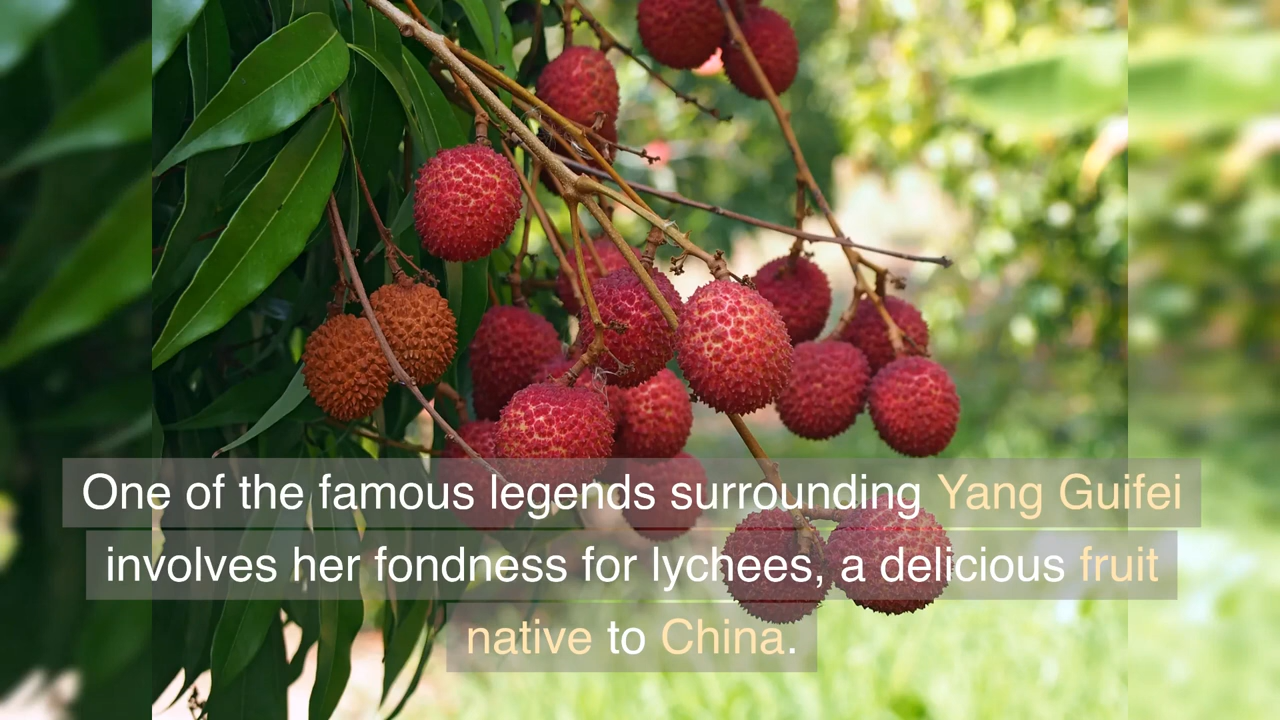 One of the famous legends surrounding Yang Guifei
involves her fondness for lychees, a delicious fruit
native to China.